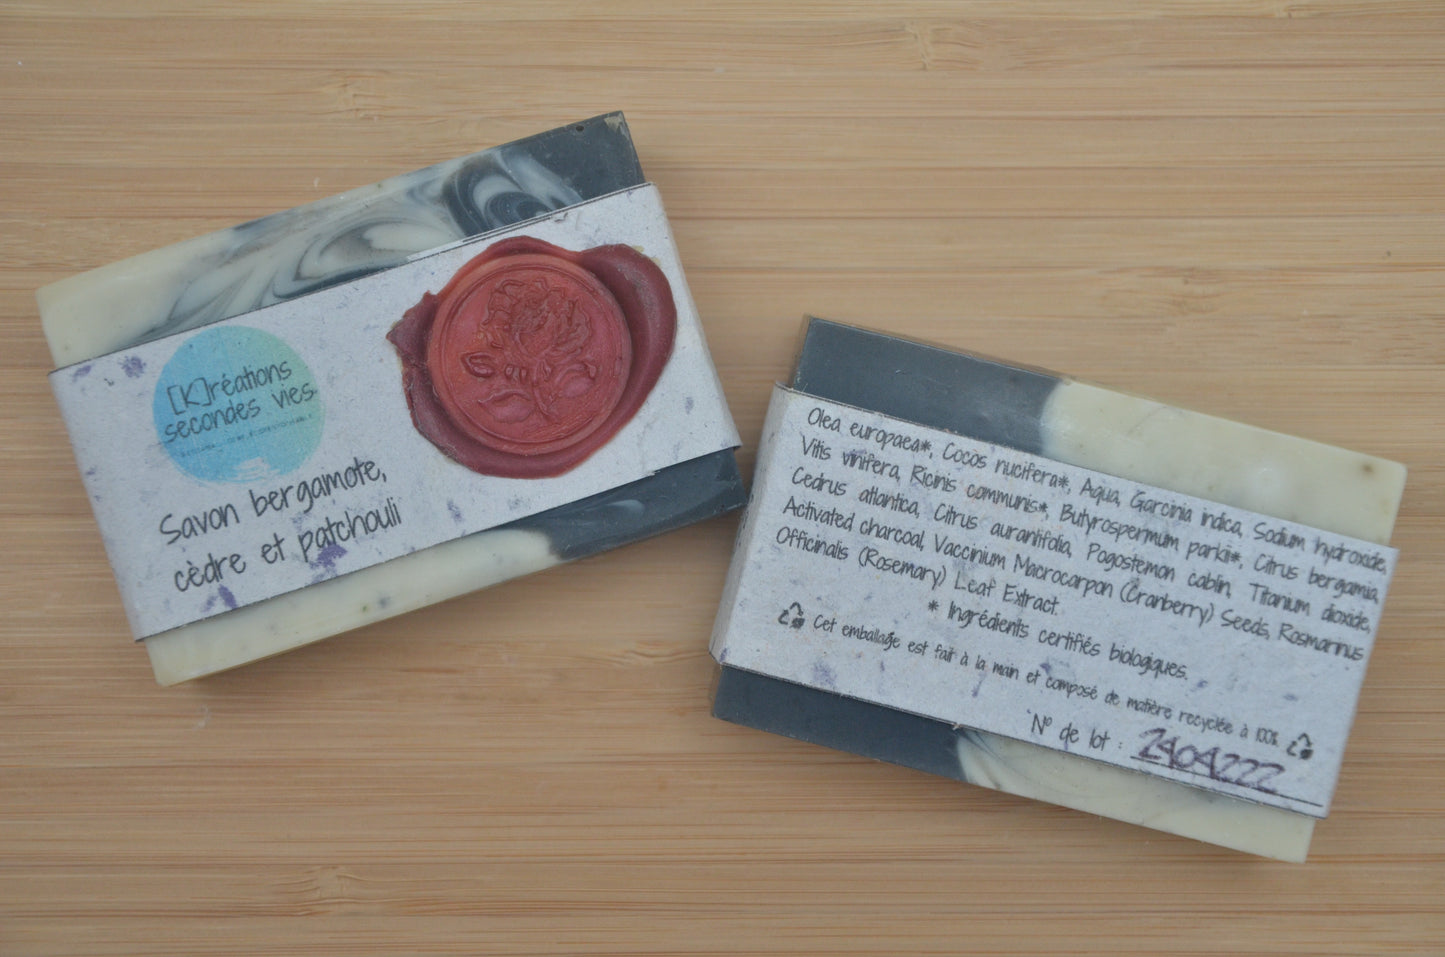 [K]réations
secondes vies.
Savon bergamote,
cèdre et patchouli
Olea europaea*, Cocos nucifera*, Aqua, Garcinia indica, Sodium hydroxide,
Vitis vinifera, Ricinis communis*, Butyrospermum parkii*, Citrus bergamia,
Cedrus atlantica, Citrus aurantifolia, Pogostemon cablin, Titanium dioxide,
Activated charcoal, Vaccinium Macrocarpon (Cranberry) Seeds, Rosmarinus
Officinalis (Rosemary) Leaf Extract.
* Ingrédients certifiés biologiques.
Cet emballage est fait à la main et composé de matière recyclée à 100%
N° de lot : 2404222